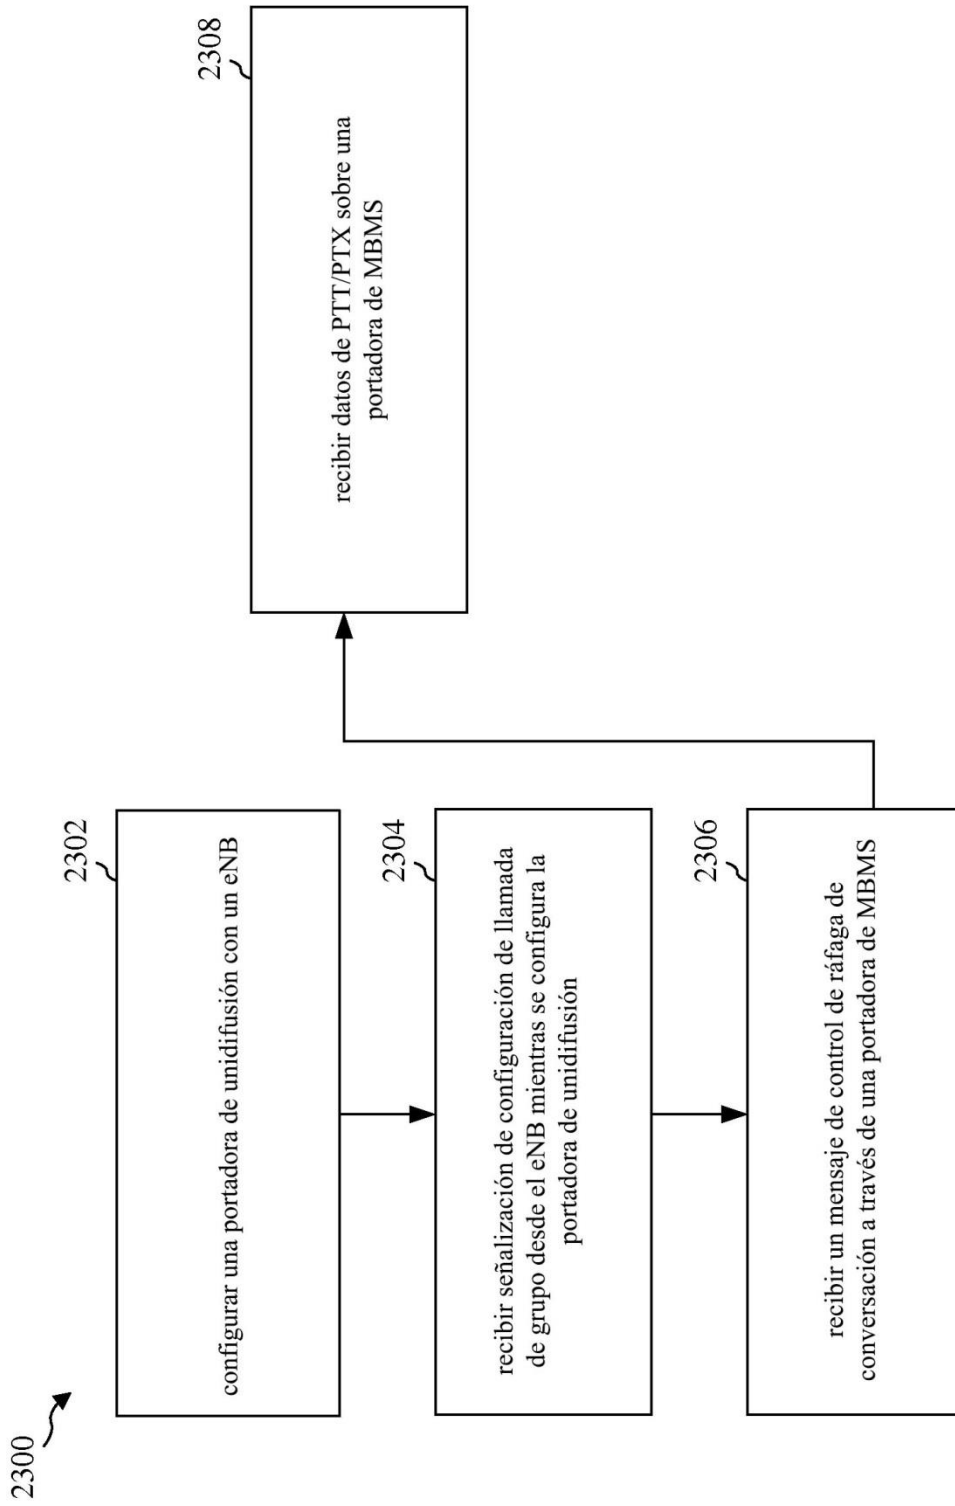 2300
2302
configurar una portadora de unidifusión con un eNB
2304
recibir señalización de configuración de llamada
de grupo desde el eNB mientras se configura la
portadora de unidifusión
2306
recibir un mensaje de control de ráfaga de
conversación a través de una portadora de MBMS
2308
recibir datos de PTT/PTX sobre una
portadora de MBMS